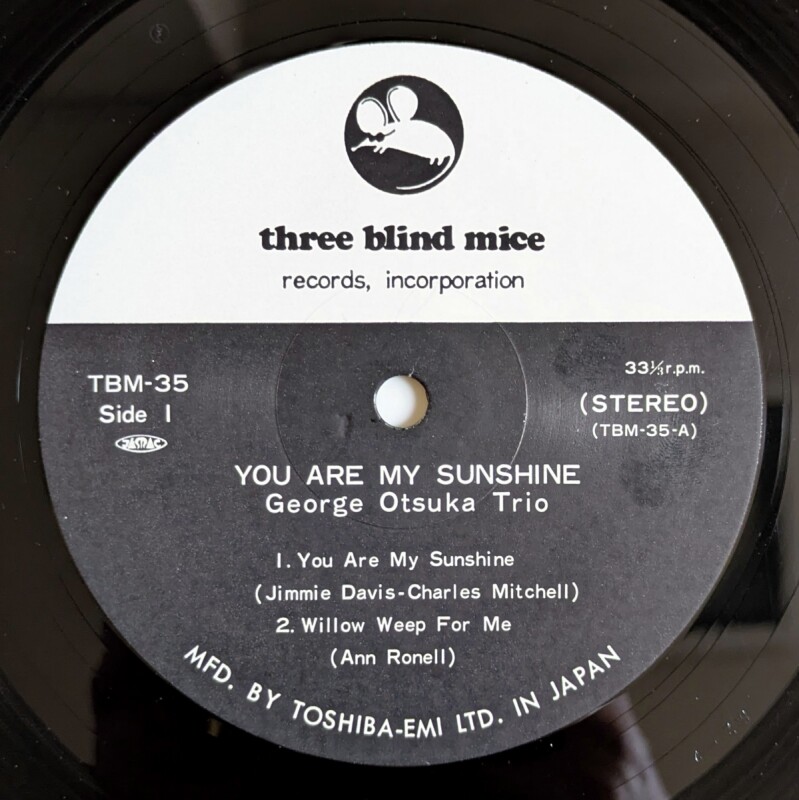 three blind mice
records, incorporation
TBM-35
Side 1
JASRAC
33⅓ r.p.m.
(STEREO)
(TBM-35-A)
YOU ARE MY SUNSHINE
George Otsuka Trio
1. You Are My Sunshine
(Jimmie Davis-Charles Mitchell)
2. Willow Weep For Me
(Ann Ronell)
MFD. BY TOSHIBA-EMI LTD. IN JAPAN